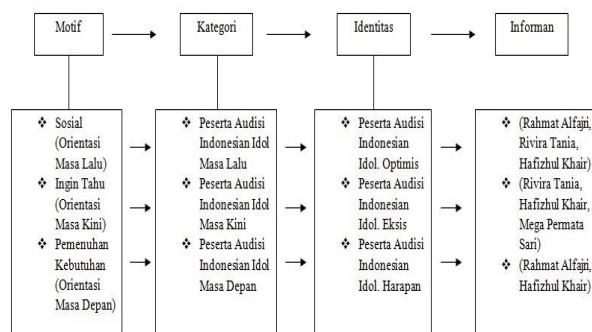 Motif
Kategori
Identitas
Informan
❖ Sosial
(Orientasi
Masa Lalu)
❖ Ingin Tahu
(Orientasi
Masa Kini)
❖ Pemenuhan
Kebutuhan
(Orientasi
Masa Depan)
❖ Peserta Audisi
Indonesian Idol
Masa Lalu
❖ Peserta Audisi
Indonesian Idol
Masa Kini
❖ Peserta Audisi
Indonesian Idol
Masa Depan
❖ Peserta Audisi
Indonesian
Idol. Optimis
❖ Peserta Audisi
Indonesian
Idol. Eksis
❖ Peserta Audisi
Indonesian
Idol. Harapan
❖ (Rahmat Alfajri,
Rivira Tania,
Hafizhul Khair)
❖ (Rivira Tania,
Hafizhul Khair,
Mega Permata
Sari)
❖ (Rahmat Alfajri,
Hafizhul Khair)